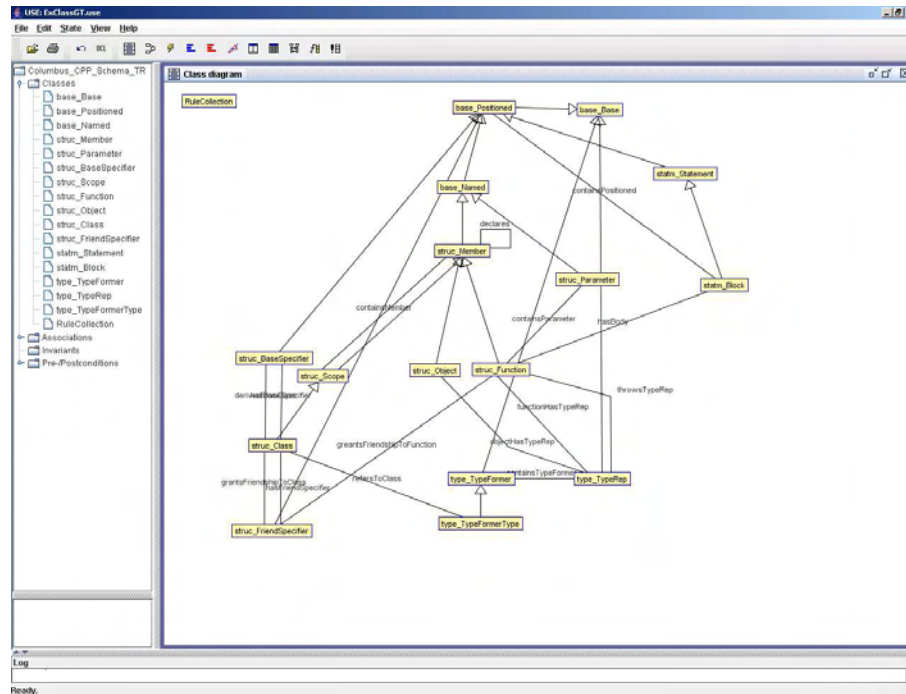 USE: ExClassGT.use
File Edit State View Help
Columbus_CPP_Schema_TR
Classes
base_Base
base_Positioned
base_Named
struc_Member
struc_Parameter
struc_BaseSpecifier
struc_Scope
struc_Function
struc_Object
struc_Class
struc_FriendSpecifier
statm_Statement
statm_Block
type_TypeFormer
type_TypeRep
type_TypeFormerType
RuleCollection
Associations
Invariants
Pre-/Postconditions
Class diagram
RuleCollection
base_Positioned
base_Base
statm_Statement
base_Named
containsPositioned
declares
struc_Member
struc_Parameter
statm_Block
containsMember
containsParameter
hasBody
struc_BaseSpecifier
struc_Scope
struc_Object
struc_Function
throwsTypeRep
functionHasTypeRep
struc_Class
greantsFriendshipToFunction
objectHasTypeRep
grantsFriendshipToClass
hasFriendSpecifier
refersToClass
type_TypeFormer
containsTypeFormer
type_TypeRep
struc_FriendSpecifier
type_TypeFormerType
Log
Ready.